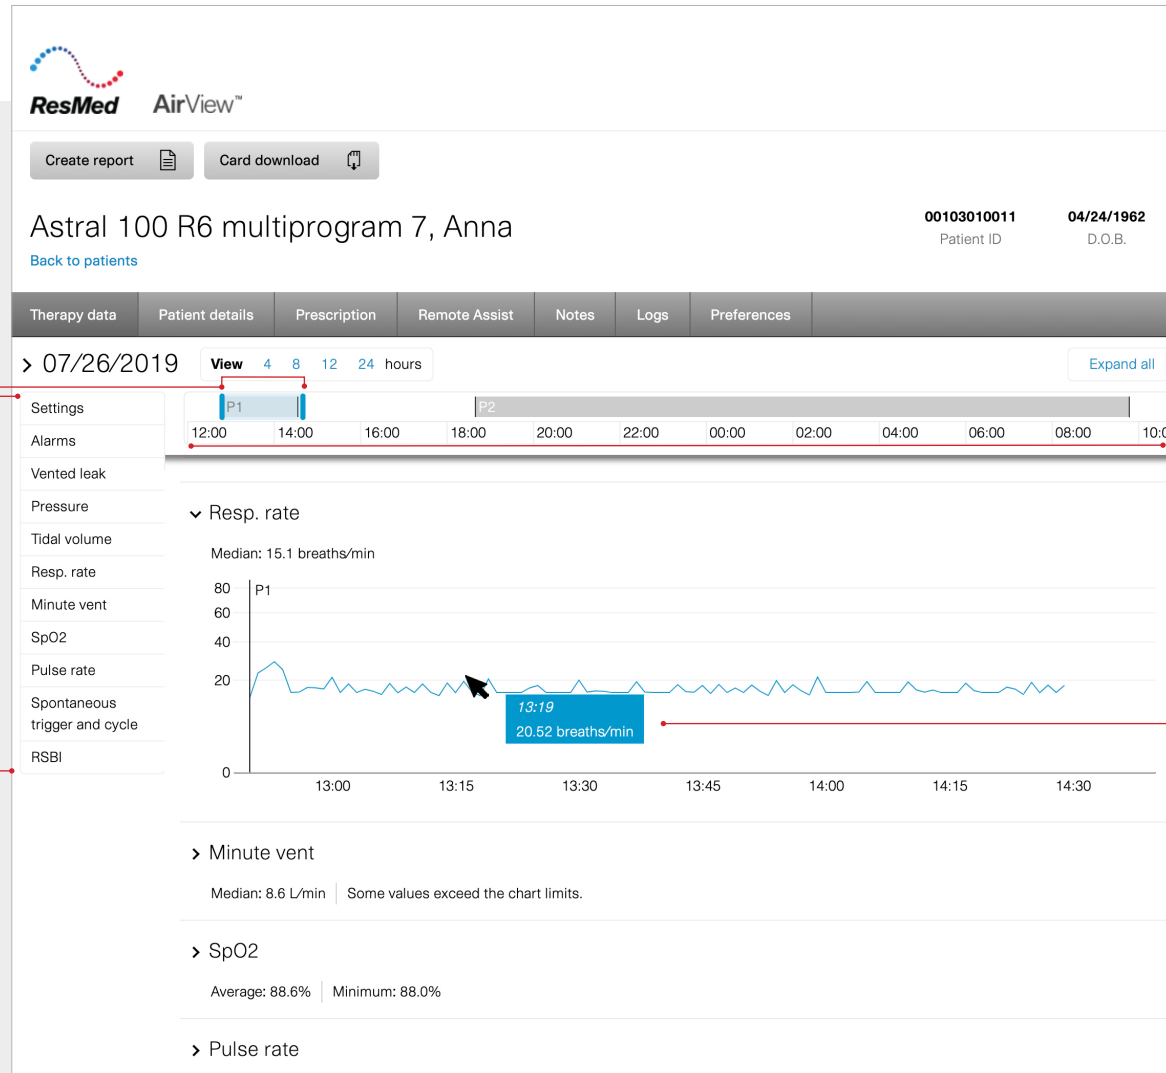 ResMed AirView™
Create report Card download
Astral 100 R6 multiprogram 7, Anna
00103010011 04/24/1962
Patient ID D.O.B.
Back to patients
Therapy data Patient details Prescription Remote Assist Notes Logs Preferences
07/26/2019 View 4 8 12 24 hours Expand all
P1 P2
12:00 14:00 16:00 18:00 20:00 22:00 00:00 02:00 04:00 06:00 08:00
Settings
Alarms
Vented leak
Pressure
Tidal volume
Resp. rate
Minute vent
SpO2
Pulse rate
Spontaneous
trigger and cycle
RSBI
Resp. rate
Median: 15.1 breaths/min
80
60
40
20
0
P1
13:19
20.52 breaths/min
13:00 13:15 13:30 13:45 14:00 14:15 14:30
Minute vent
Median: 8.6 L/min Some values exceed the chart limits.
SpO2
Average: 88.6% Minimum: 88.0%
Pulse rate